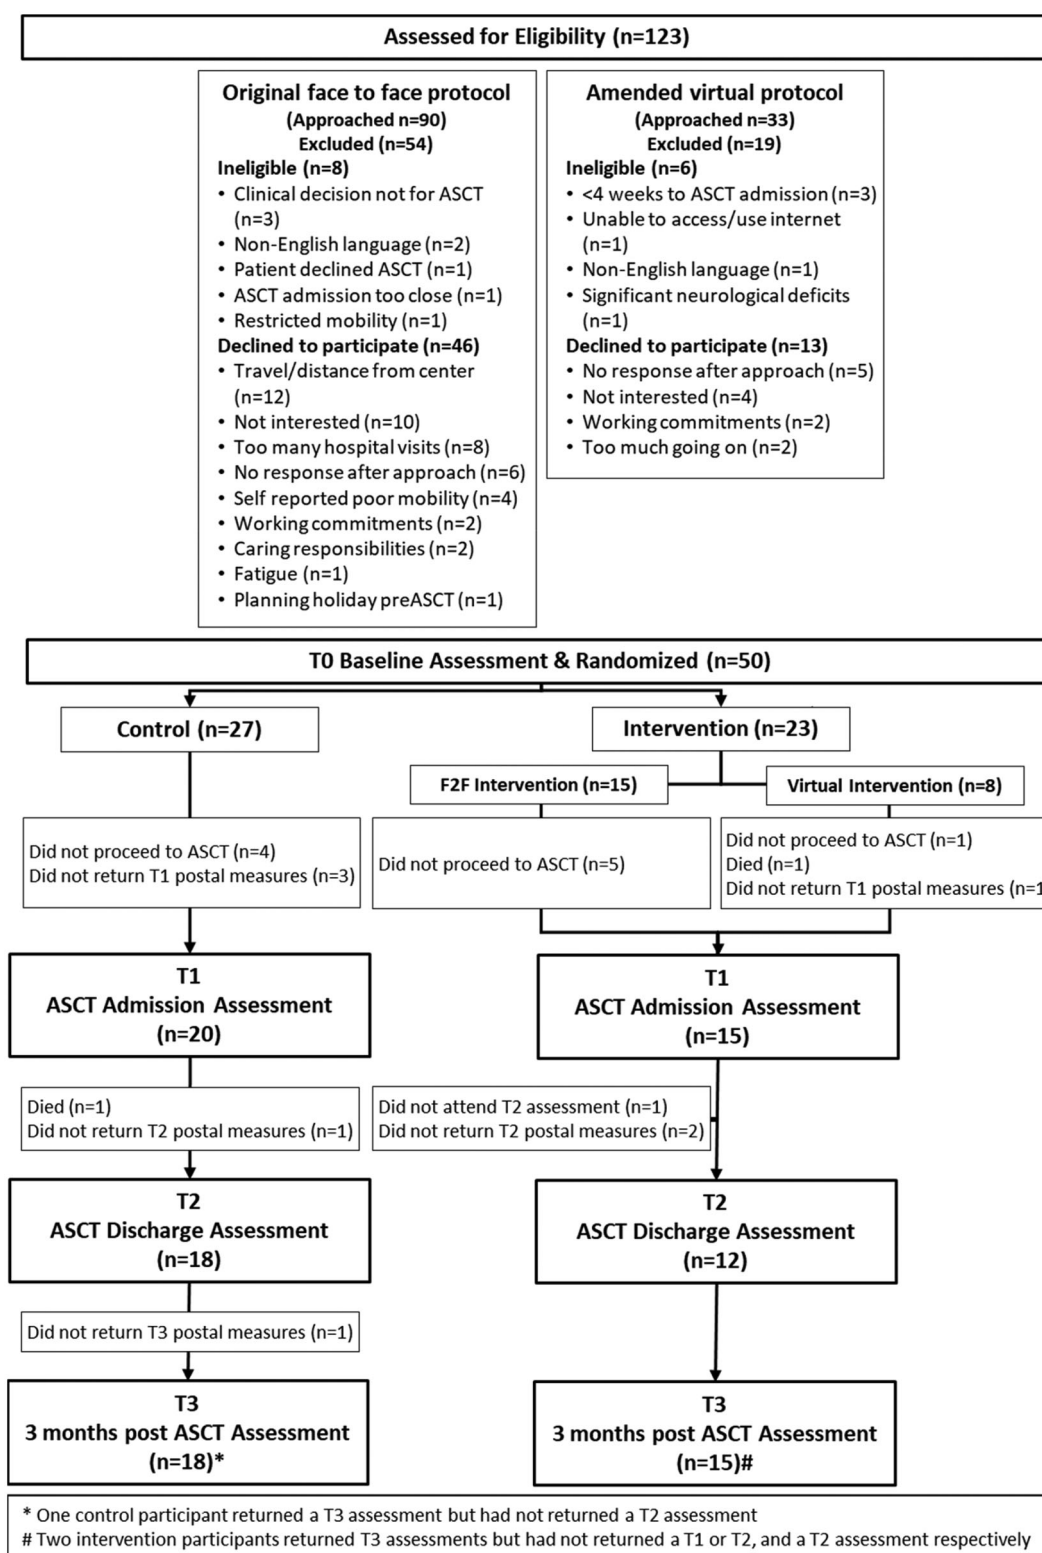 Assessed for Eligibility (n=123)
Original face to face protocol
(Approached n=90)
Excluded (n=54)
Ineligible (n=8)
• Clinical decision not for ASCT
(n=3)
• Non-English language (n=2)
• Patient declined ASCT (n=1)
• ASCT admission too close (n=1)
• Restricted mobility (n=1)
Declined to participate (n=46)
• Travel/distance from center
(n=12)
• Not interested (n=10)
• Too many hospital visits (n=8)
• No response after approach (n=6)
• Self reported poor mobility (n=4)
• Working commitments (n=2)
• Caring responsibilities (n=2)
• Fatigue (n=1)
• Planning holiday preASCT (n=1)
Amended virtual protocol
(Approached n=33)
Excluded (n=19)
Ineligible (n=6)
• <4 weeks to ASCT admission (n=3)
• Unable to access/use internet
(n=1)
• Non-English language (n=1)
• Significant neurological deficits
(n=1)
Declined to participate (n=13)
• No response after approach (n=5)
• Not interested (n=4)
• Working commitments (n=2)
• Too much going on (n=2)
T0 Baseline Assessment & Randomized (n=50)
Control (n=27)
Intervention (n=23)
F2F Intervention (n=15)
Virtual Intervention (n=8)
Did not proceed to ASCT (n=4)
Did not return T1 postal measures (n=3)
Did not proceed to ASCT (n=5)
Did not proceed to ASCT (n=1)
Died (n=1)
Did not return T1 postal measures (n=1
T1
ASCT Admission Assessment
(n=20)
T1
ASCT Admission Assessment
(n=15)
Died (n=1)
Did not return T2 postal measures (n=1)
Did not attend T2 assessment (n=1)
Did not return T2 postal measures (n=2)
T2
ASCT Discharge Assessment
(n=18)
T2
ASCT Discharge Assessment
(n=12)
Did not return T3 postal measures (n=1)
T3
3 months post ASCT Assessment
(n=18)*
T3
3 months post ASCT Assessment
(n=15)#
* One control participant returned a T3 assessment but had not returned a T2 assessment
# Two intervention participants returned T3 assessments but had not returned a T1 or T2, and a T2 assessment respectively